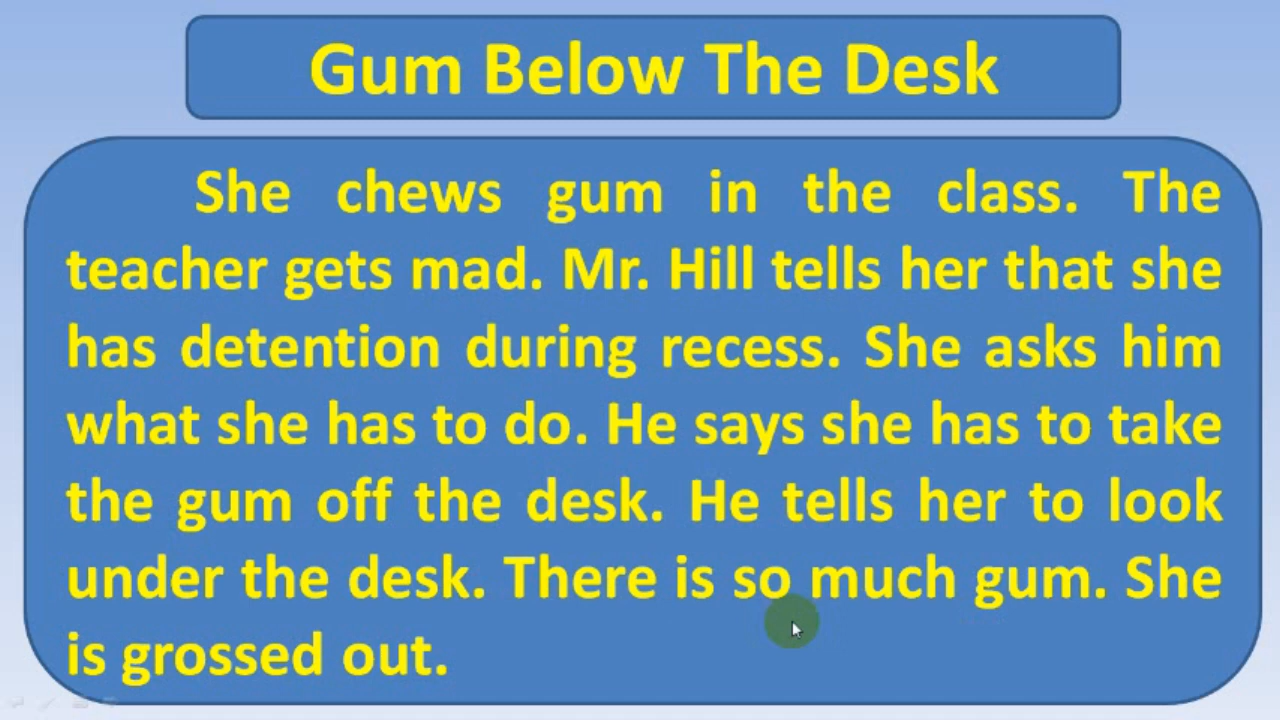 Gum Below The Desk
She chews gum in the class. The
teacher gets mad. Mr. Hill tells her that she
has detention during recess. She asks him
what she has to do. He says she has to take
the gum off the desk. He tells her to look
under the desk. There is so much gum. She
is grossed out.